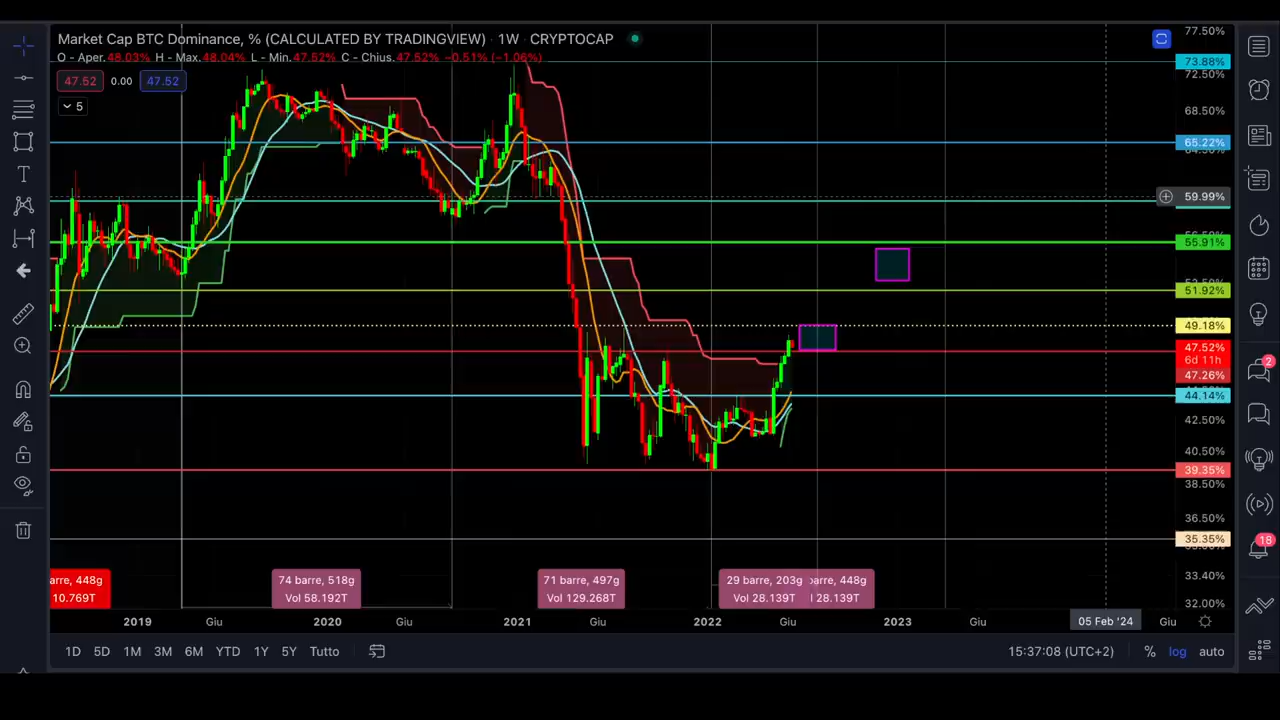 Market Cap BTC Dominance, % (CALCULATED BY TRADINGVIEW) · 1W · CRYPTOCAP
O - Aper.48.03% H - Max.48.04% L - Min.47.52% C - Chius.47.52% −0.51% (−1.06%)
47.52 0.00 47.52
5
77.50%
73.88%
72.50%
68.50%
65.22%
59.99%
55.91%
51.92%
49.18%
47.52%
6d 11h
47.26%
44.14%
42.50%
40.50%
39.35%
38.50%
36.50%
35.35%
33.40%
32.00%
barre, 448g
10.769T
74 barre, 518g
Vol 58.192T
71 barre, 497g
Vol 129.268T
29 barre, 203g
Vol 28.139T
barre, 448g
28.139T
2019 Giu 2020 Giu 2021 Giu 2022 Giu 2023 Giu 05 Feb '24 Giu
1D 5D 1M 3M 6M YTD 1Y 5Y Tutto 15:37:08 (UTC+2) % log auto
2
18